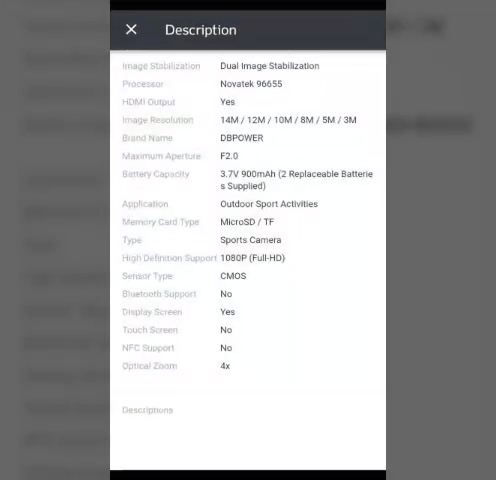 Description
Image Stabilization Dual Image Stabilization
Processor Novatek 96655
HDMI Output Yes
Image Resolution 14M / 12M / 10M / 8M / 5M / 3M
Brand Name DBPOWER
Maximum Aperture F2.0
Battery Capacity 3.7V 900mAh (2 Replaceable Batterie
s Supplied)
Application Outdoor Sport Activities
Memory Card Type MicroSD / TF
Type Sports Camera
High Definition Support 1080P (Full-HD)
Sensor Type CMOS
Bluetooth Support No
Display Screen Yes
Touch Screen No
NFC Support No
Optical Zoom 4x
Descriptions